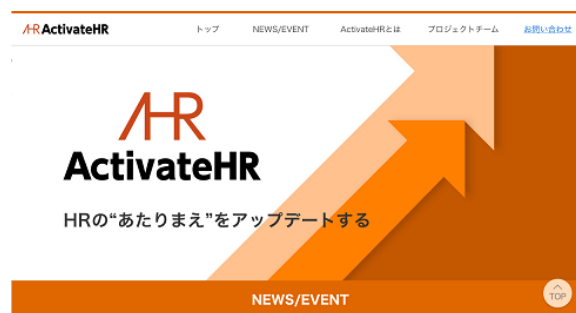 AHR ActivateHR
トップ
NEWS/EVENT
ActivateHRとは
プロジェクトチーム
お問い合わせ
AHR
ActivateHR
HRの“あたりまえ”をアップデートする
NEWS/EVENT
TOP